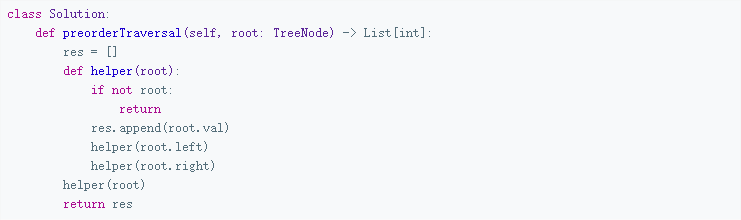 class Solution:
    def preorderTraversal(self, root: TreeNode) -> List[int]:
        res = []
        def helper(root):
            if not root:
                return
            res.append(root.val)
            helper(root.left)
            helper(root.right)
        helper(root)
        return res